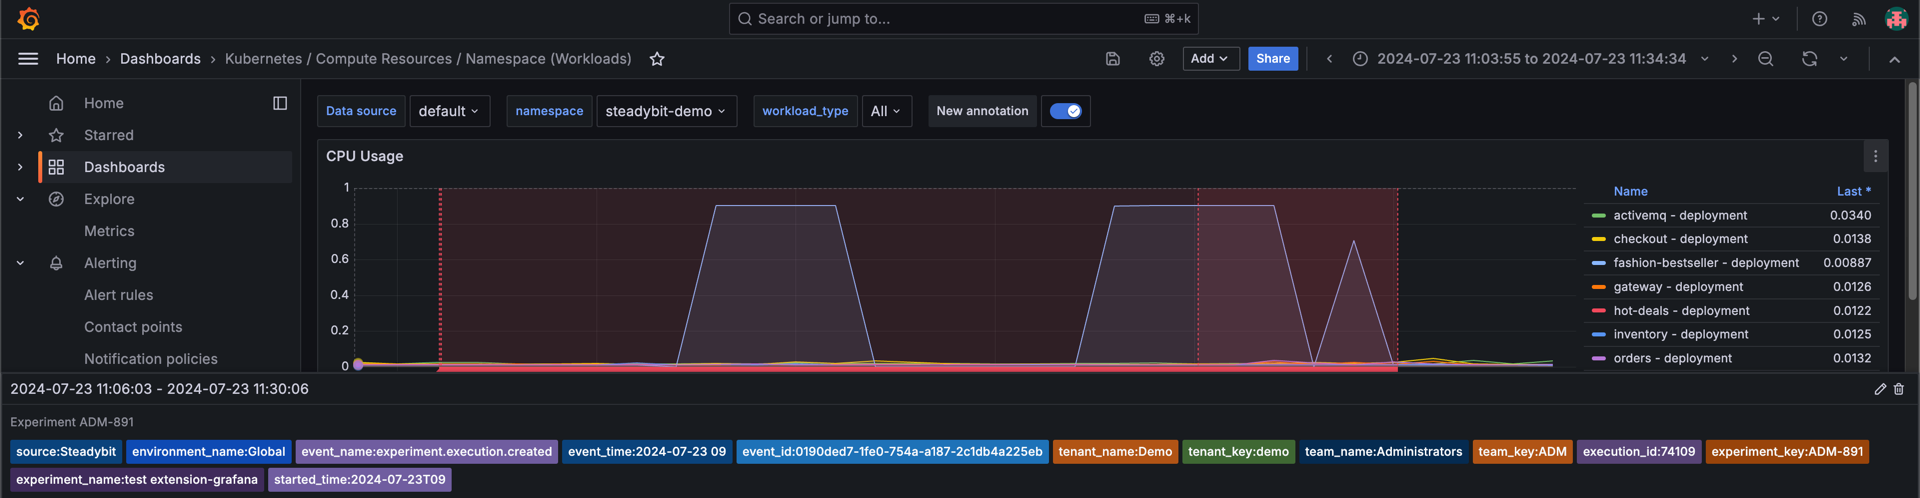 Search or jump to...
⌘+k
Home › Dashboards › Kubernetes / Compute Resources / Namespace (Workloads)
Add
Share
2024-07-23 11:03:55 to 2024-07-23 11:34:34
Home
Starred
Dashboards
Explore
Metrics
Alerting
Alert rules
Contact points
Notification policies
Data source default namespace steadybit-demo workload_type All New annotation
CPU Usage
1
0.8
0.6
0.4
0.2
0
Name Last *
activemq - deployment 0.0340
checkout - deployment 0.0138
fashion-bestseller - deployment 0.00887
gateway - deployment 0.0126
hot-deals - deployment 0.0122
inventory - deployment 0.0125
orders - deployment 0.0132
2024-07-23 11:06:03 - 2024-07-23 11:30:06
Experiment ADM-891
source:Steadybit environment_name:Global event_name:experiment.execution.created event_time:2024-07-23 09 event_id:0190ded7-1fe0-754a-a187-2c1db4a225eb tenant_name:Demo tenant_key:demo team_name:Administrators team_key:ADM execution_id:74109 experiment_key:ADM-891
experiment_name:test extension-grafana started_time:2024-07-23T09